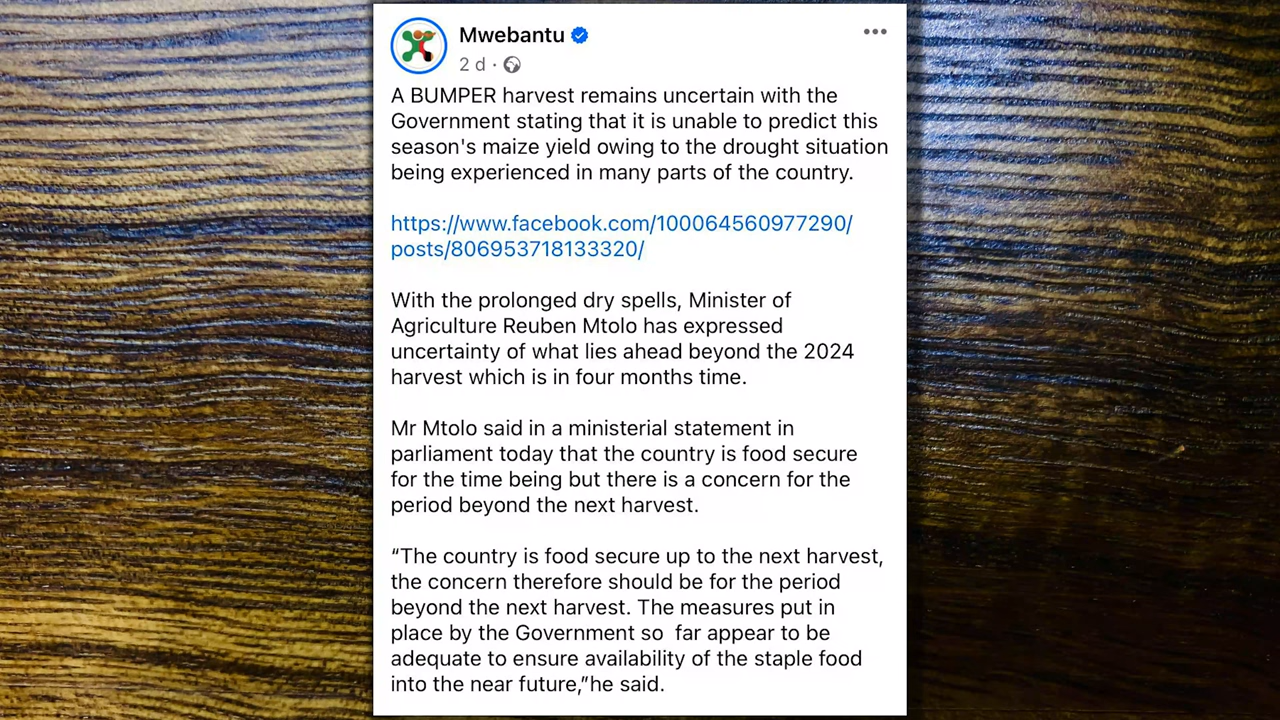 Mwebantu
2 d ·
A BUMPER harvest remains uncertain with the
Government stating that it is unable to predict this
season's maize yield owing to the drought situation
being experienced in many parts of the country.
https://www.facebook.com/100064560977290/
posts/806953718133320/
With the prolonged dry spells, Minister of
Agriculture Reuben Mtolo has expressed
uncertainty of what lies ahead beyond the 2024
harvest which is in four months time.
Mr Mtolo said in a ministerial statement in
parliament today that the country is food secure
for the time being but there is a concern for the
period beyond the next harvest.
“The country is food secure up to the next harvest,
the concern therefore should be for the period
beyond the next harvest. The measures put in
place by the Government so  far appear to be
adequate to ensure availability of the staple food
into the near future,”he said.